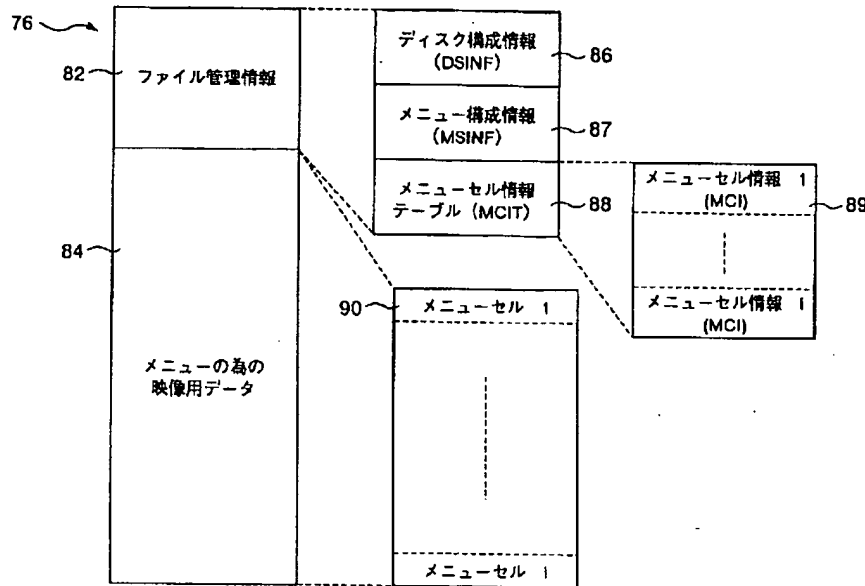 76
82
ファイル管理情報
84
メニューの為の
映像用データ
ディスク構成情報
(DSINF)
86
メニュー構成情報
(MSINF)
87
メニューセル情報
テーブル (MCIT)
88
メニューセル情報 1
(MCI)
89
メニューセル情報 i
(MCI)
90
メニューセル 1
メニューセル i